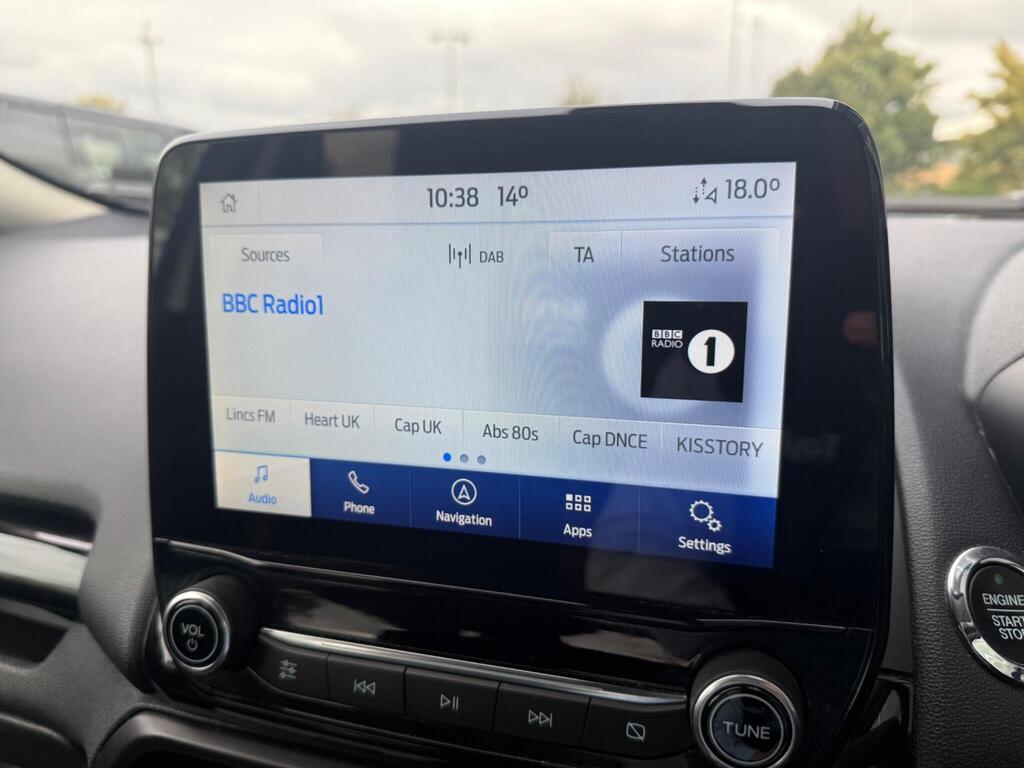 10:38 14º 18.0º
Sources DAB TA Stations
BBC Radio1
BBC
RADIO 1
Lincs FM Heart UK Cap UK Abs 80s Cap DNCE KISSTORY
Audio Phone Navigation Apps Settings
VOL
TUNE
ENGINE
START
STOP